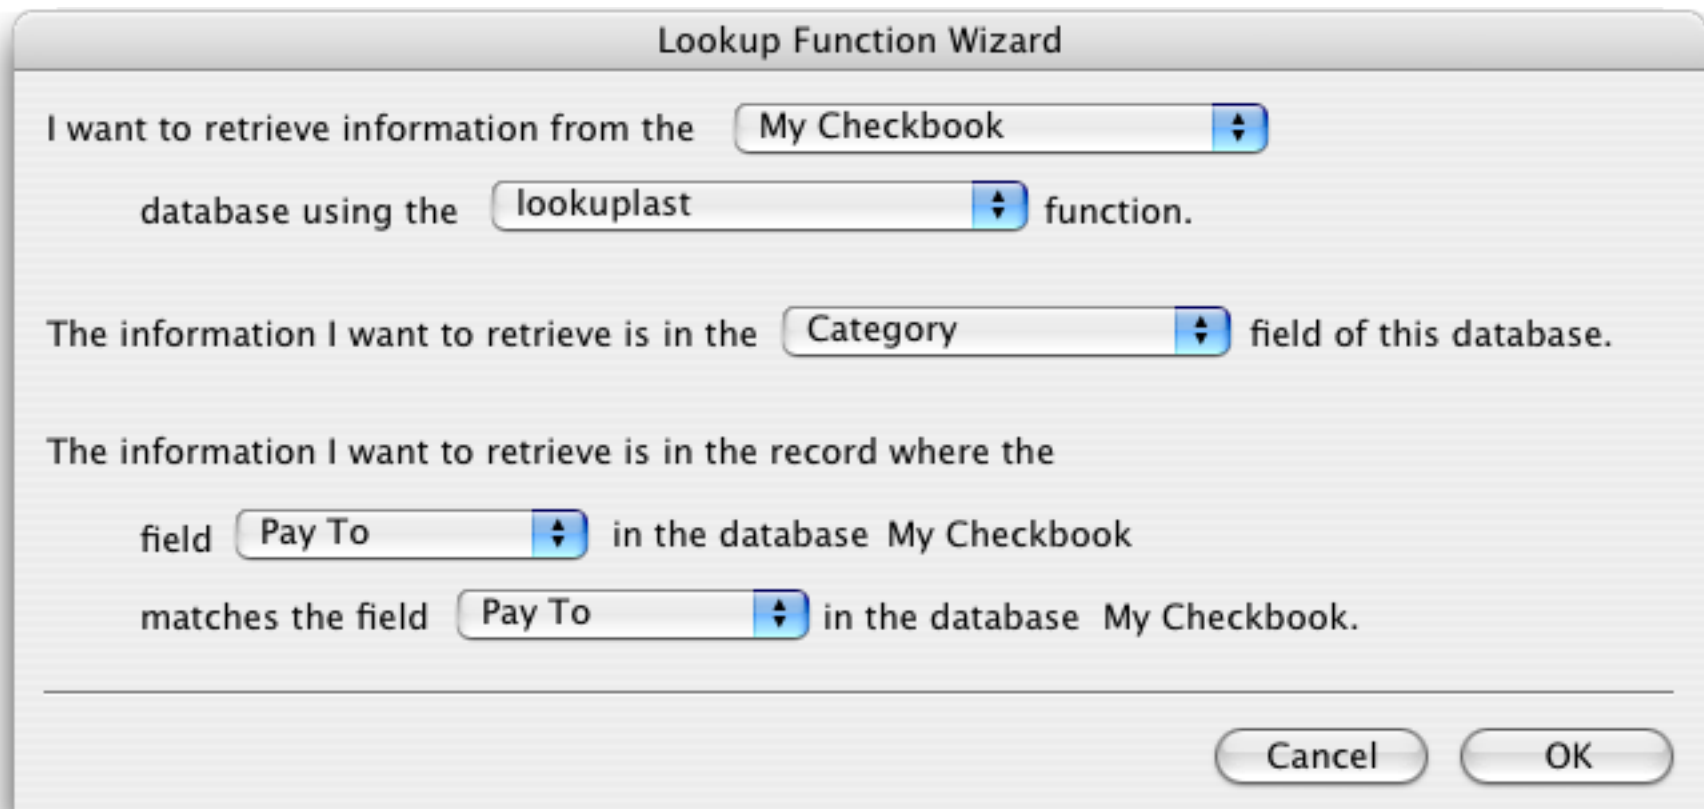 Lookup Function Wizard
I want to retrieve information from the My Checkbook
database using the lookuplast function.
The information I want to retrieve is in the Category field of this database.
The information I want to retrieve is in the record where the
field Pay To in the database My Checkbook
matches the field Pay To in the database My Checkbook.
Cancel OK